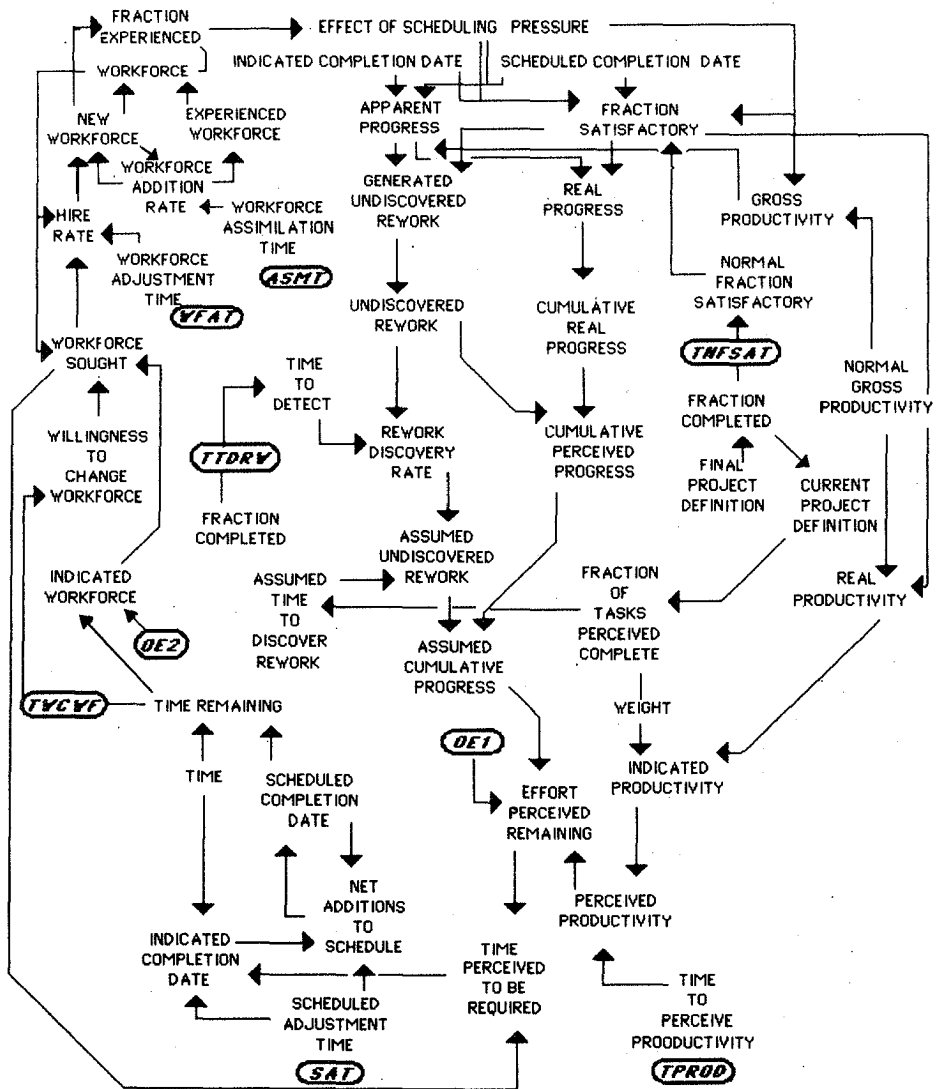 FRACTION
EXPERIENCED
EFFECT OF SCHEDULING PRESSURE
INDICATED COMPLETION DATE
SCHEDULED COMPLETION DATE
WORKFORCE
NEW
WORKFORCE
EXPERIENCED
WORKFORCE
APPARENT
PROGRESS
FRACTION
SATISFACTORY
WORKFORCE
ADDITION
RATE
GENERATED
UNDISCOVERED
REWORK
REAL
PROGRESS
GROSS
PRODUCTIVITY
HIRE
RATE
WORKFORCE
ASSIMILATION
TIME
ASMT
WORKFORCE
ADJUSTMENT
TIME
WFAT
NORMAL
FRACTION
SATISFACTORY
UNDISCOVERED
REWORK
CUMULATIVE
REAL
PROGRESS
TNFSAT
WORKFORCE
SOUGHT
TIME
TO
DETECT
NORMAL
GROSS
PRODUCTIVITY
FRACTION
COMPLETED
WILLINGNESS
TO
CHANGE
WORKFORCE
TTDRW
REWORK
DISCOVERY
RATE
CUMULATIVE
PERCEIVED
PROGRESS
FINAL
PROJECT
DEFINITION
CURRENT
PROJECT
DEFINITION
FRACTION
COMPLETED
ASSUMED
UNDISCOVERED
REWORK
INDICATED
WORKFORCE
OE2
ASSUMED
TIME
TO
DISCOVER
REWORK
FRACTION
OF
TASKS
PERCEIVED
COMPLETE
REAL
PRODUCTIVITY
ASSUMED
CUMULATIVE
PROGRESS
TWCWF
TIME REMAINING
WEIGHT
OE1
TIME
SCHEDULED
COMPLETION
DATE
EFFORT
PERCEIVED
REMAINING
INDICATED
PRODUCTIVITY
NET
ADDITIONS
TO
SCHEDULE
PERCEIVED
PRODUCTIVITY
INDICATED
COMPLETION
DATE
TIME
PERCEIVED
TO BE
REQUIRED
TIME
TO
PERCEIVE
PROODUCTIVITY
TPROD
SCHEDULED
ADJUSTMENT
TIME
SAT